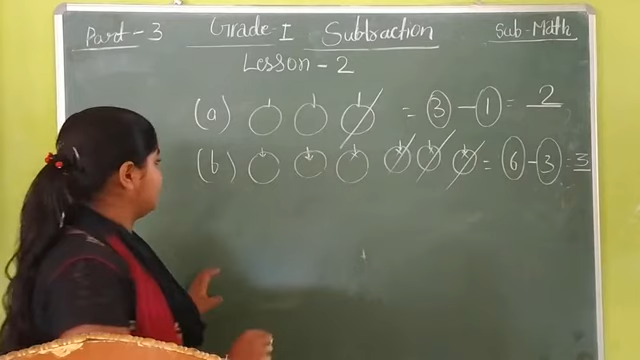 Part - 3 Grade-I Subtraction Sub-Math
Lesson - 2
(a) = 3 - 1 = 2
(b) = 6 - 3 = 3